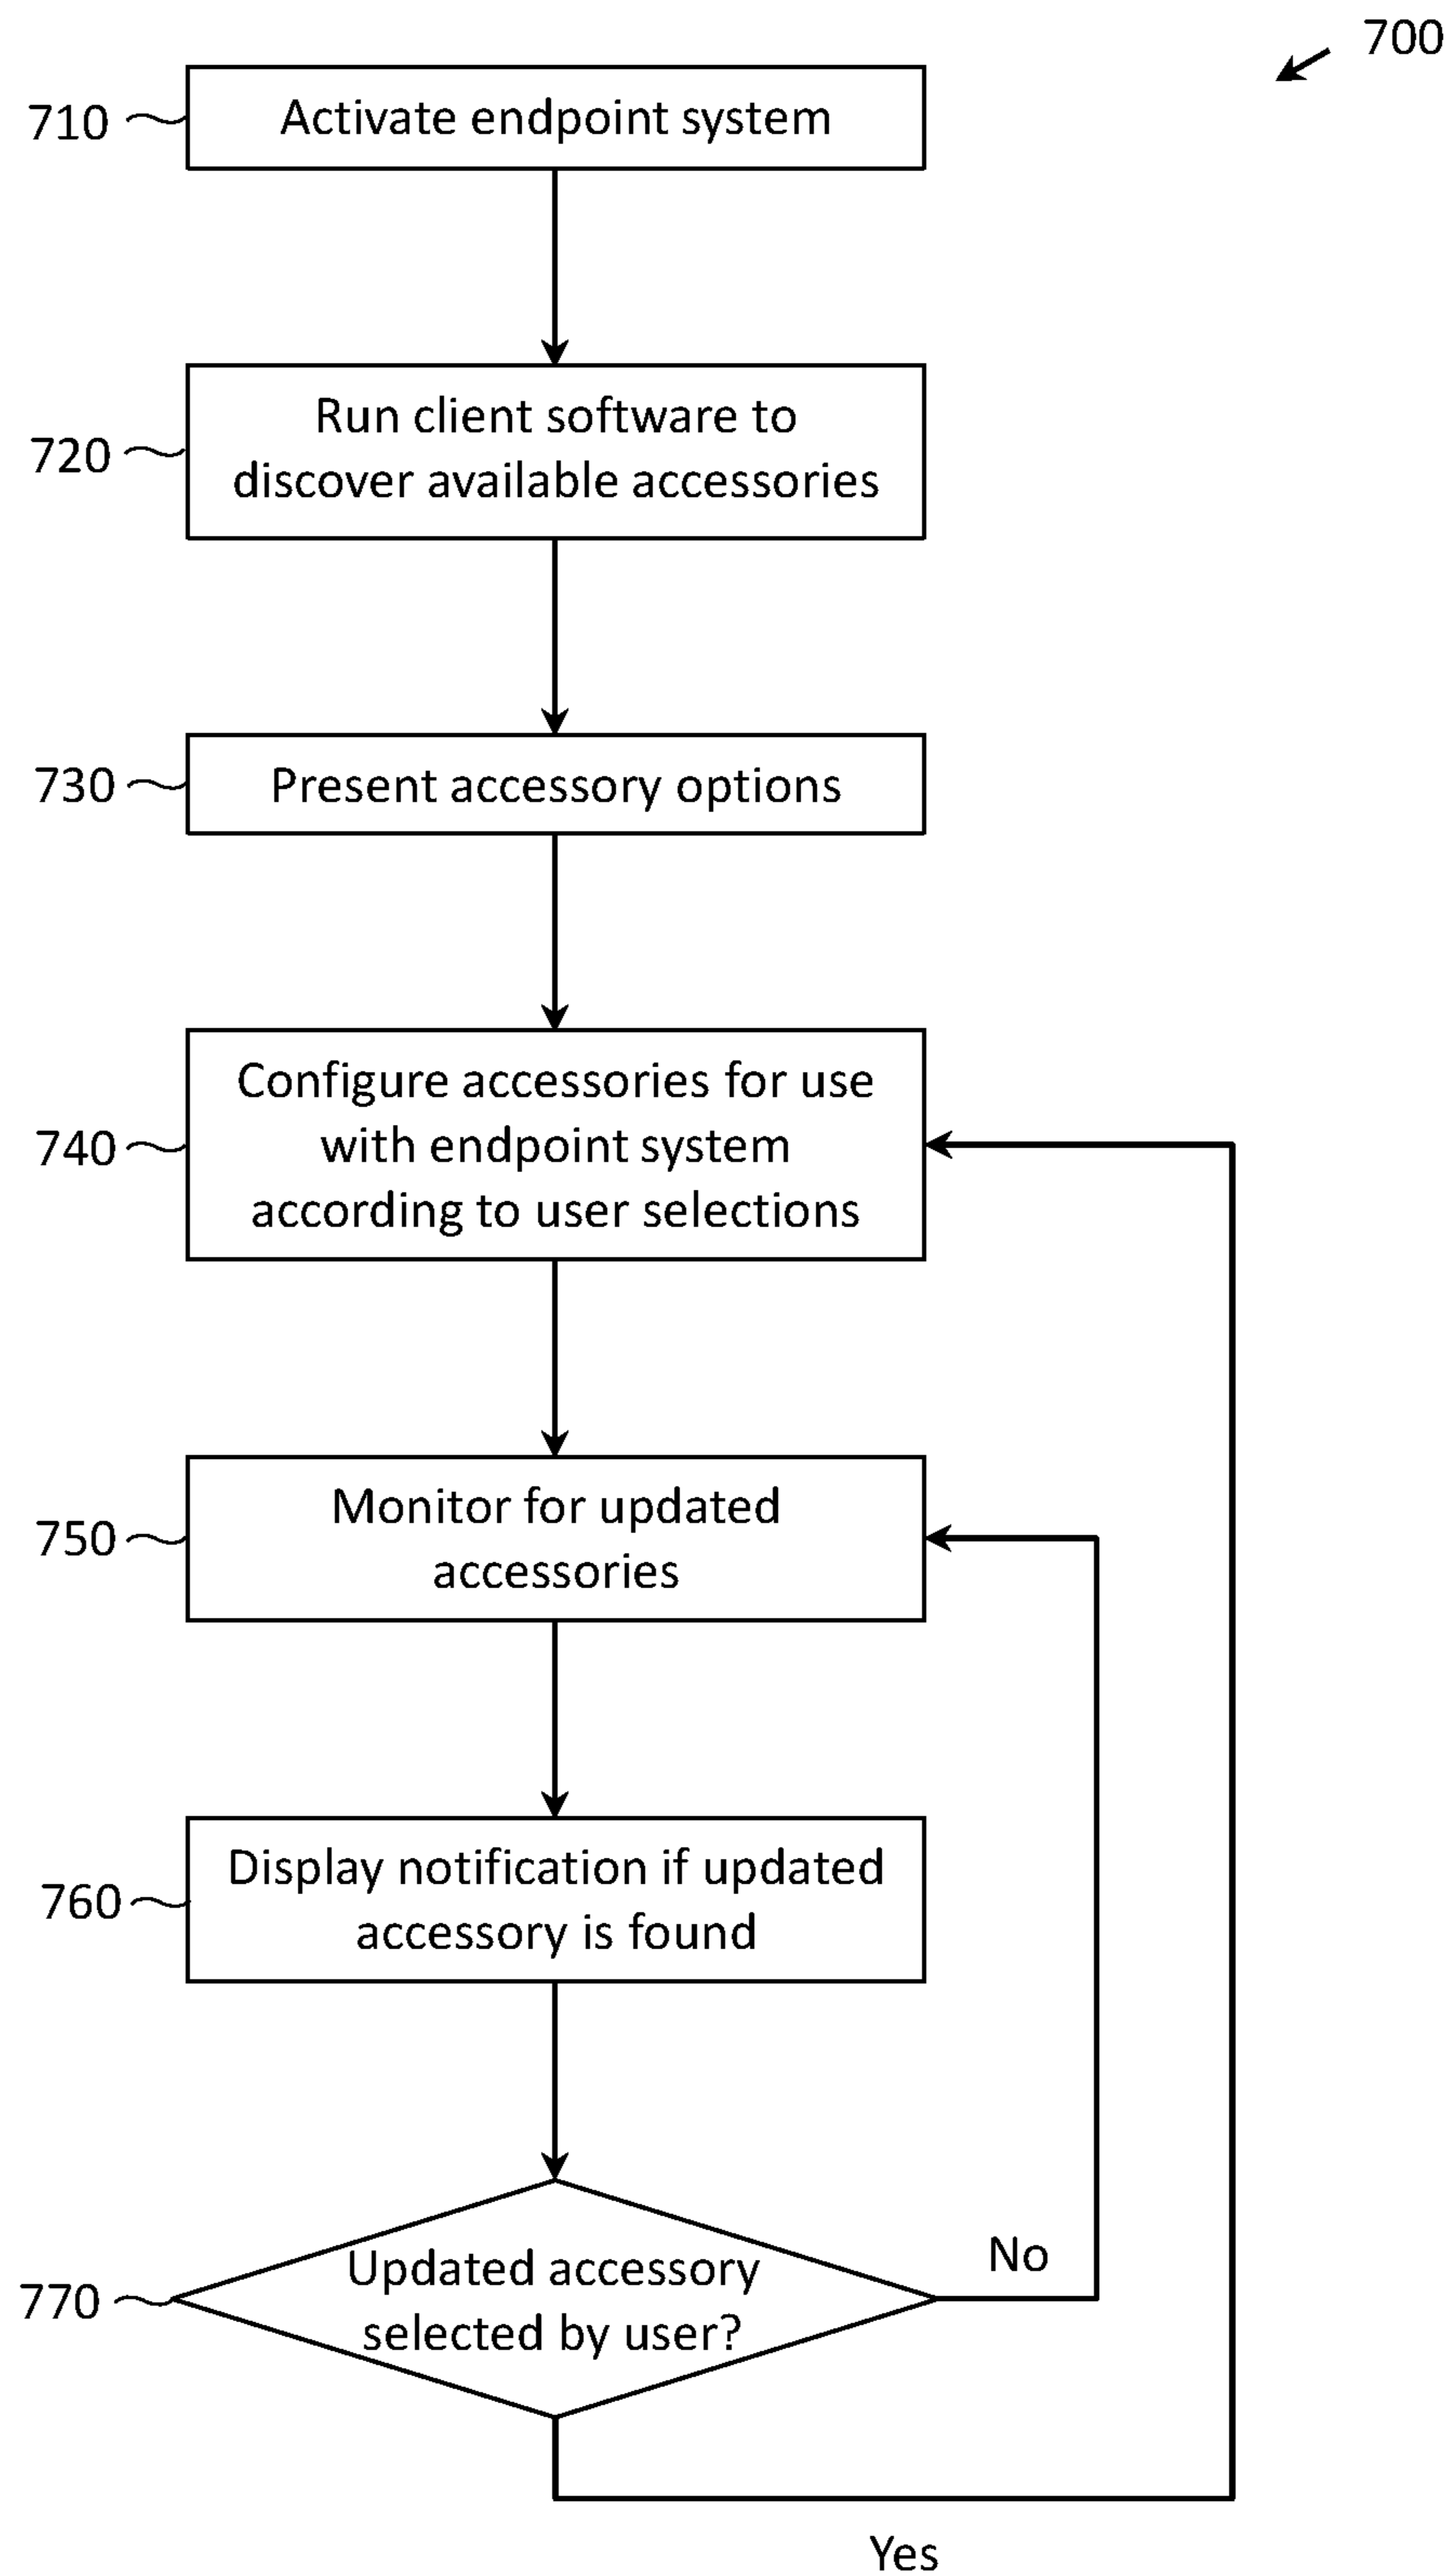 700
710
Activate endpoint system
720
Run client software to
discover available accessories
730
Present accessory options
740
Configure accessories for use
with endpoint system
according to user selections
750
Monitor for updated
accessories
760
Display notification if updated
accessory is found
770
Updated accessory
selected by user?
No
Yes